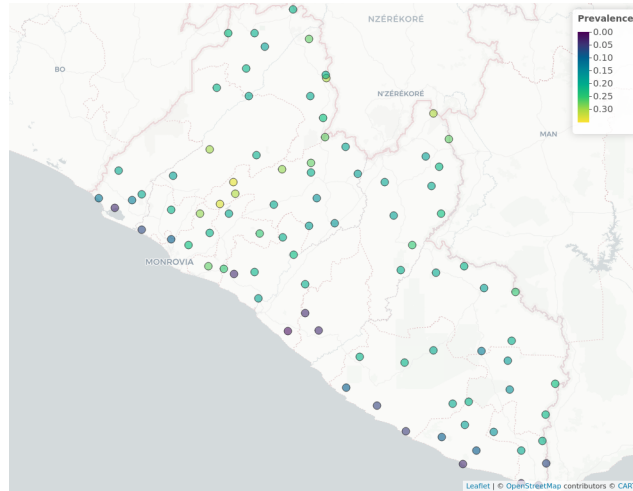 NZÉRÉKORÉ
Prevalence
0.00
0.05
0.10
0.15
0.20
0.25
0.30
BO
N'ZÉRÉKORÉ
MAN
MONROVIA
Leaflet | © OpenStreetMap contributors © CAR